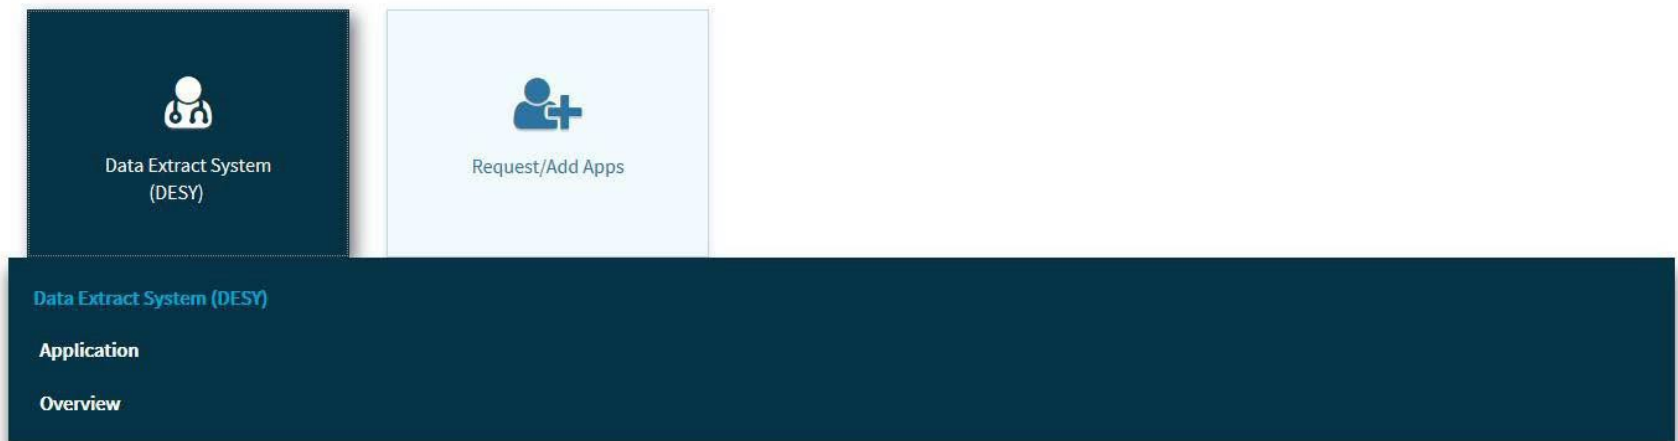 Data Extract System
(DESY)
Request/Add Apps
Data Extract System (DESY)
Application
Overview